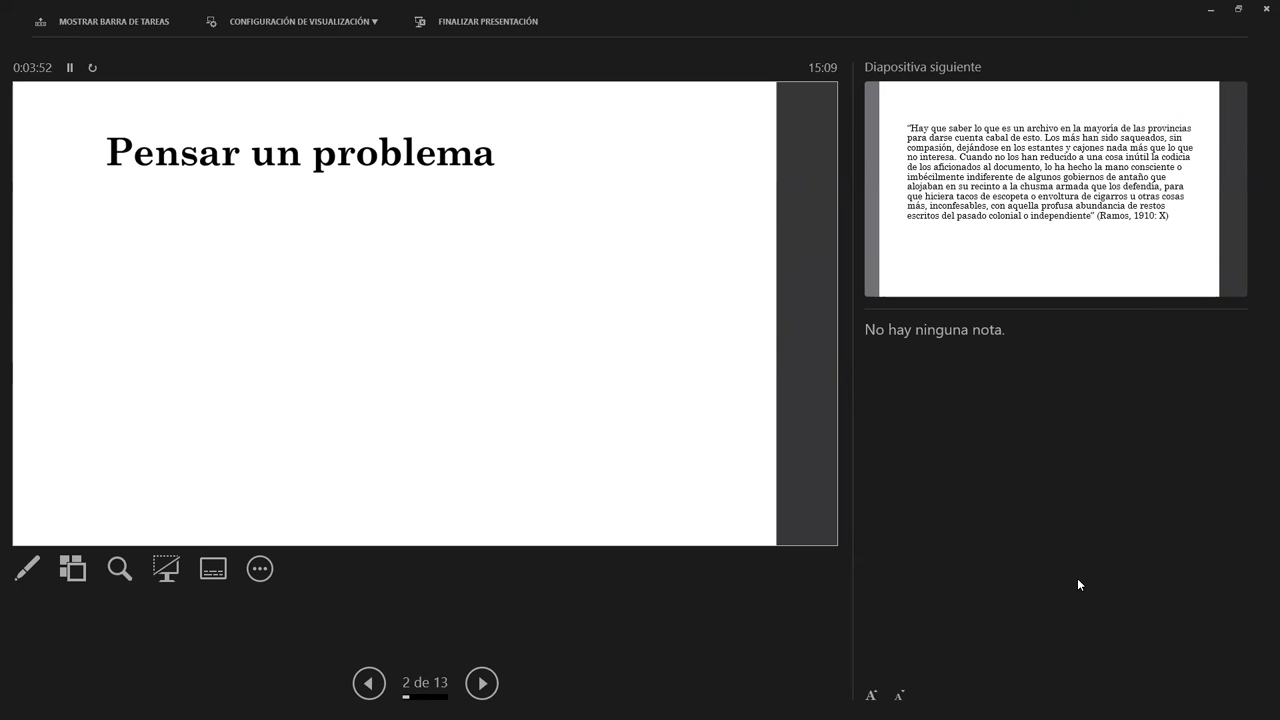 MOSTRAR BARRA DE TAREAS
CONFIGURACIÓN DE VISUALIZACIÓN ▼
FINALIZAR PRESENTACIÓN
0:03:52
15:09
Pensar un problema
2 de 13
Diapositiva siguiente
"Hay que saber lo que es un archivo en la mayoría de las provincias
para darse cuenta cabal de esto. Los más han sido saqueados, sin
compasión, dejándose en los estantes y cajones nada más que lo que
no interesa. Cuando no los han reducido a una cosa inútil la codicia
de los aficionados al documento, lo ha hecho la mano consciente o
imbécilmente indiferente de algunos gobiernos de antaño que
alojaban en su recinto a la chusma armada que los defendía, para
que hiciera tacos de escopeta o envoltura de cigarros u otras cosas
más, inconfesables, con aquella profusa abundancia de restos
escritos del pasado colonial o independiente" (Ramos, 1910: X)
No hay ninguna nota.
A A